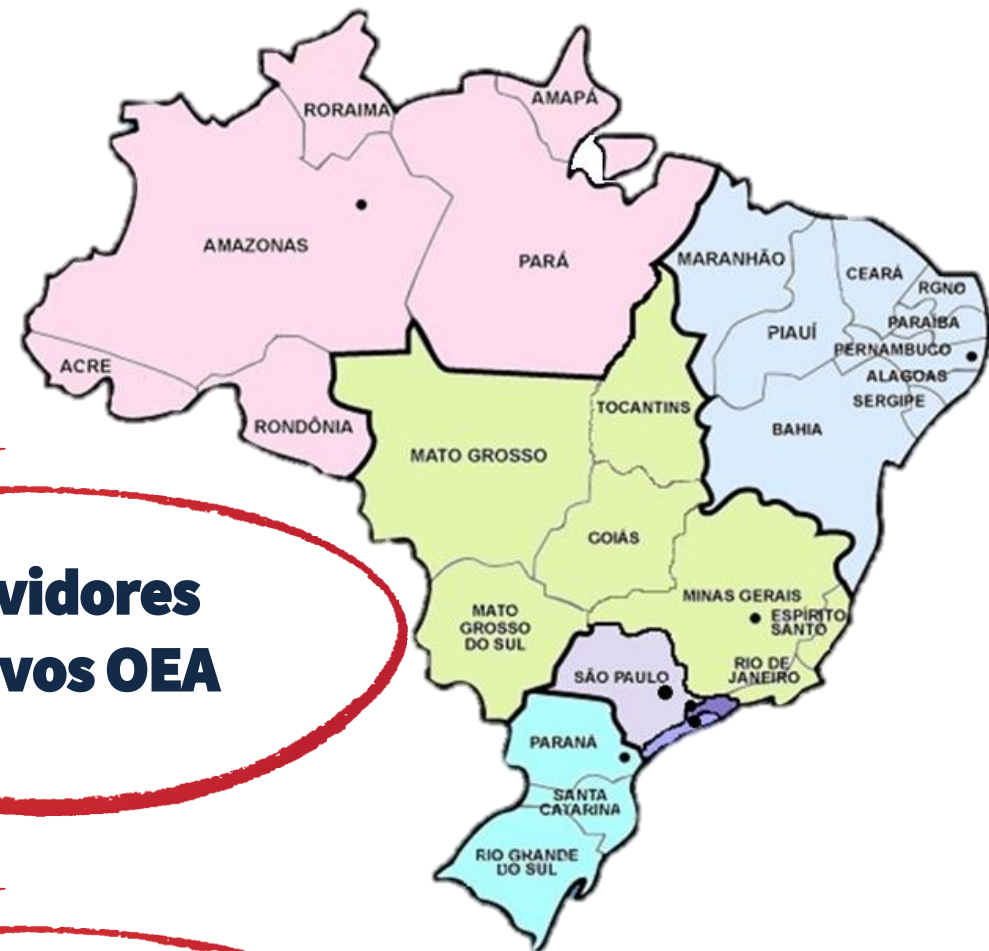 RORAIMA
AMAPÁ
AMAZONAS
PARÁ
MARANHÃO
CEARÁ
RGNO
PIAUÍ
PARAÍBA
PERNAMBUCO
ACRE
ALAGOAS
SERGIPE
TOCANTINS
RONDÔNIA
BAHIA
MATO GROSSO
GOIÁS
vidores
vos OEA
MINAS GERAIS
ESPÍRITO
SANTO
MATO
GROSSO
DO SUL
RIO DE
JANEIRO
SÃO PAULO
PARANÁ
SANTA
CATARINA
RIO GRANDE
DO SUL